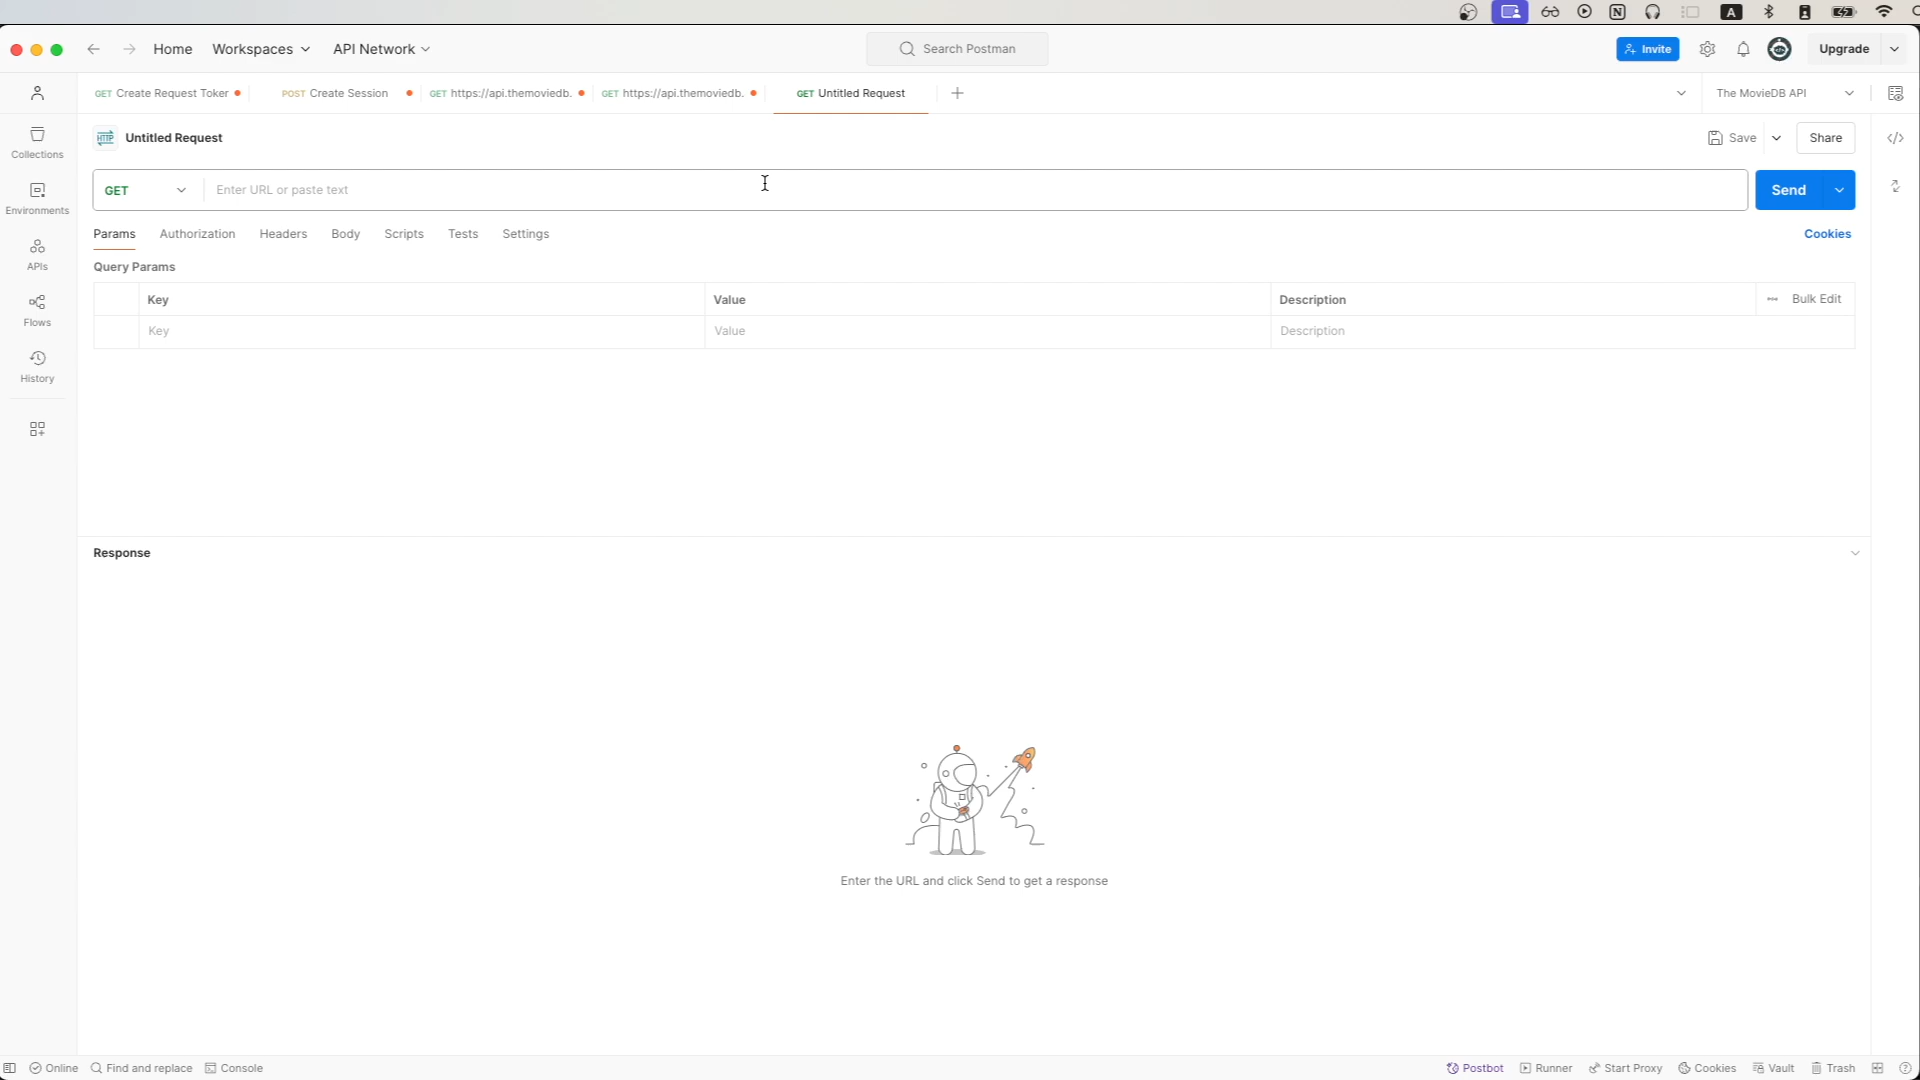 A
Home
Workspaces
API Network
Search Postman
Invite
Upgrade
GET Create Request Toker
POST Create Session
GET https://api.themoviedb.
GET https://api.themoviedb.
GET Untitled Request
The MovieDB API
HTTP Untitled Request
Save
Share
GET
Enter URL or paste text
Send
Params
Authorization
Headers
Body
Scripts
Tests
Settings
Cookies
Query Params
Key
Value
Description
Bulk Edit
Key
Value
Description
Collections
Environments
APIs
Flows
History
Response
Enter the URL and click Send to get a response
Online
Find and replace
Console
Postbot
Runner
Start Proxy
Cookies
Vault
Trash